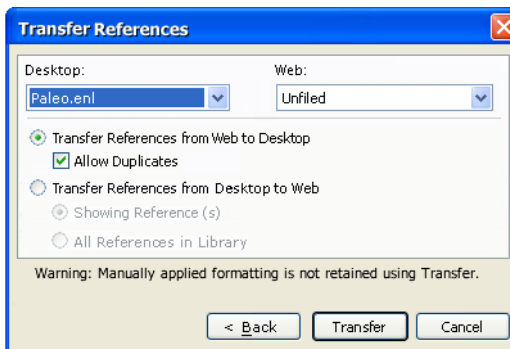 Transfer References
Desktop: Web:
Paleo.enl Unfiled
Transfer References from Web to Desktop
Allow Duplicates
Transfer References from Desktop to Web
Showing Reference (s)
All References in Library
Warning: Manually applied formatting is not retained using Transfer.
< Back Transfer Cancel